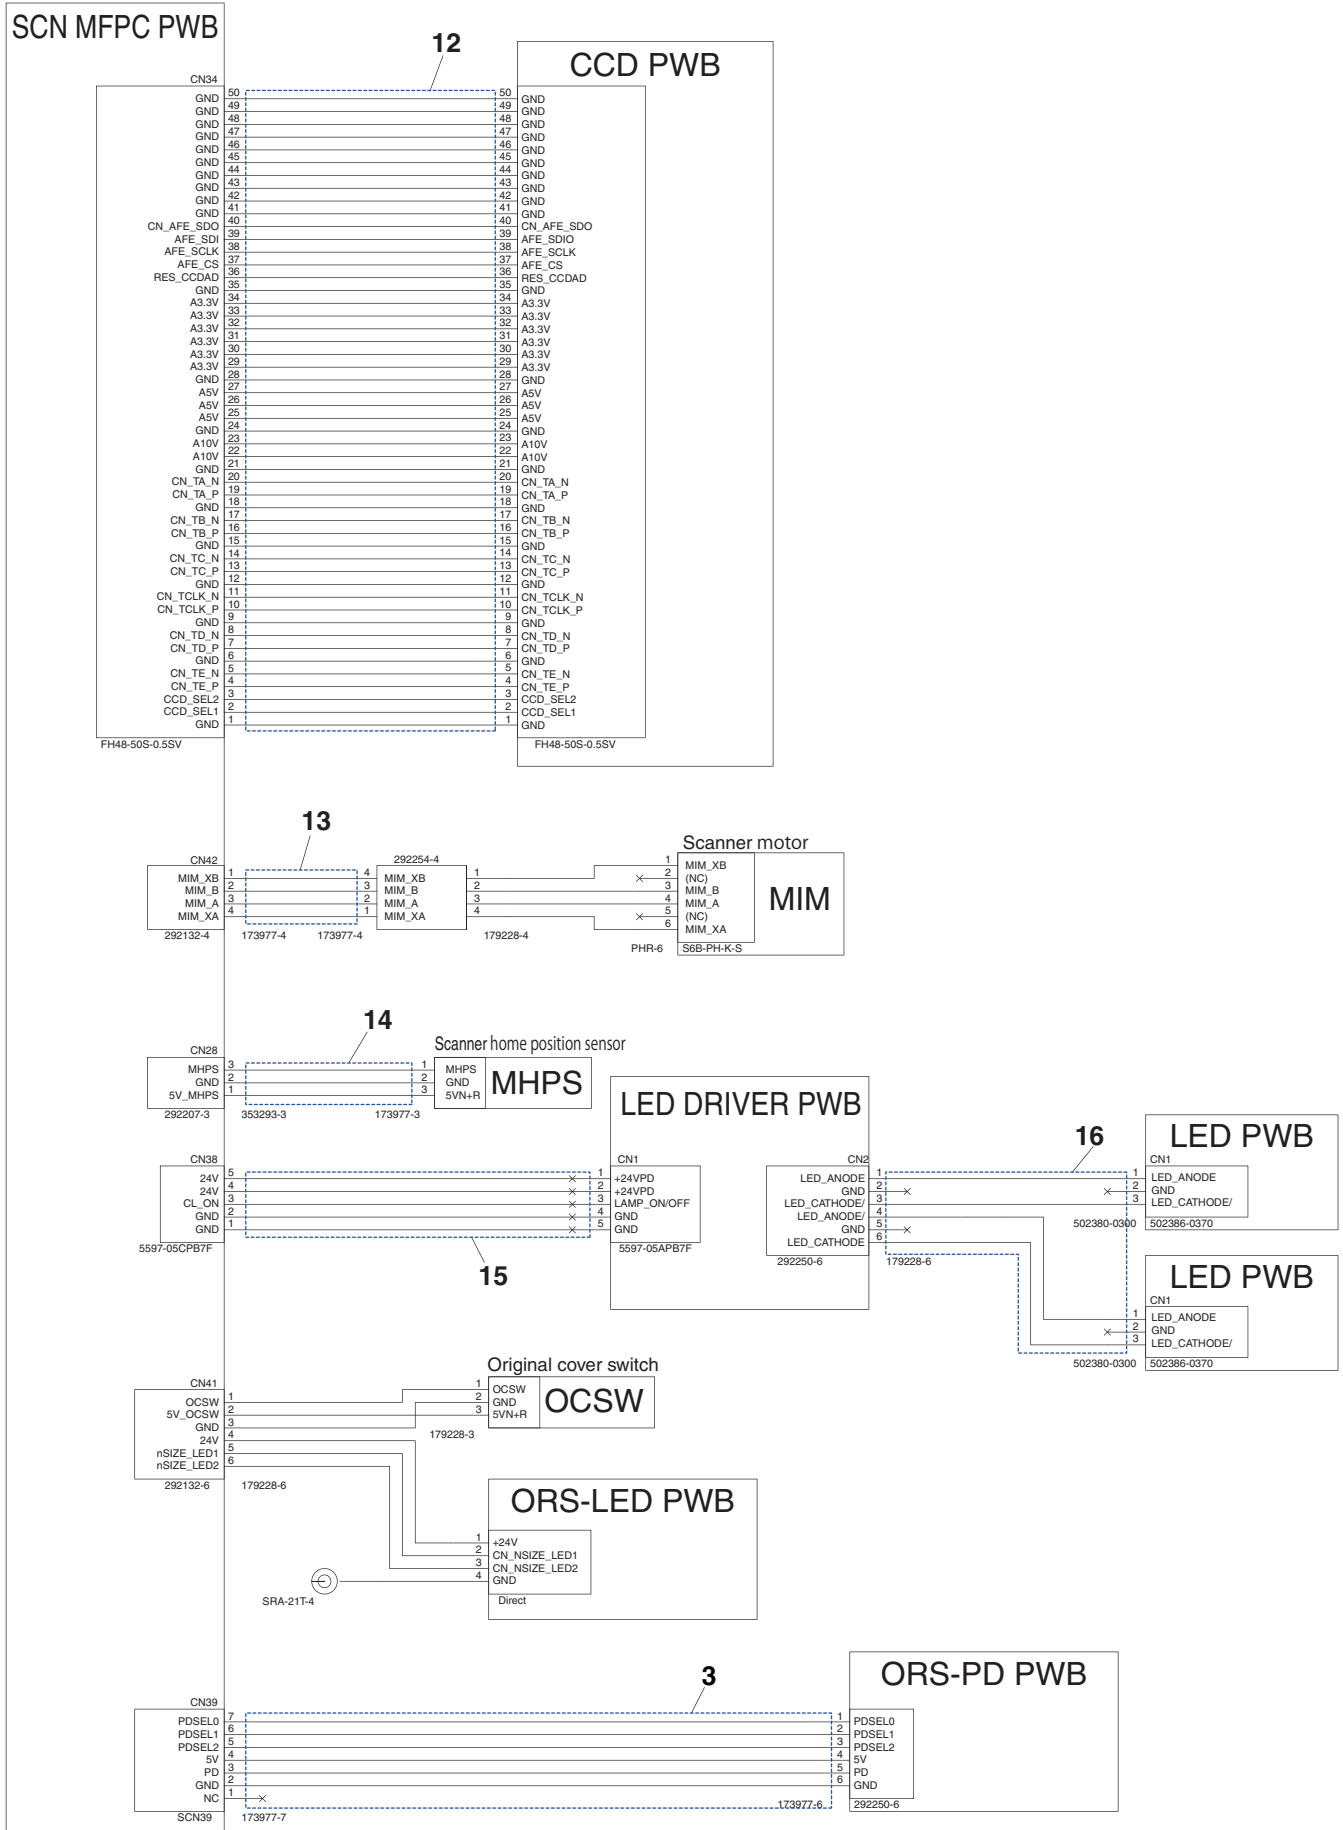 SCN MFPC PWB
12
CCD PWB
CN34
GND 50 50 GND
GND 49 49 GND
GND 48 48 GND
GND 47 47 GND
GND 46 46 GND
GND 45 45 GND
GND 44 44 GND
GND 43 43 GND
GND 42 42 GND
GND 41 41 GND
CN_AFE_SDO 40 40 CN_AFE_SDO
AFE_SDI 39 39 AFE_SDIO
AFE_SCLK 38 38 AFE_SCLK
AFE_CS 37 37 AFE_CS
RES_CCDAD 36 36 RES_CCDAD
GND 35 35 GND
A3.3V 34 34 A3.3V
A3.3V 33 33 A3.3V
A3.3V 32 32 A3.3V
A3.3V 31 31 A3.3V
A3.3V 30 30 A3.3V
A3.3V 29 29 A3.3V
GND 28 28 GND
A5V 27 27 A5V
A5V 26 26 A5V
A5V 25 25 A5V
GND 24 24 GND
A10V 23 23 A10V
A10V 22 22 A10V
GND 21 21 GND
CN_TA_N 20 20 CN_TA_N
CN_TA_P 19 19 CN_TA_P
GND 18 18 GND
CN_TB_N 17 17 CN_TB_N
CN_TB_P 16 16 CN_TB_P
GND 15 15 GND
CN_TC_N 14 14 CN_TC_N
CN_TC_P 13 13 CN_TC_P
GND 12 12 GND
CN_TCLK_N 11 11 CN_TCLK_N
CN_TCLK_P 10 10 CN_TCLK_P
GND 9 9 GND
CN_TD_N 8 8 CN_TD_N
CN_TD_P 7 7 CN_TD_P
GND 6 6 GND
CN_TE_N 5 5 CN_TE_N
CN_TE_P 4 4 CN_TE_P
CCD_SEL2 3 3 CCD_SEL2
CCD_SEL1 2 2 CCD_SEL1
GND 1 1 GND
FH48-50S-0.5SV FH48-50S-0.5SV
13
Scanner motor
CN42 292254-4
MIM_XB 1 4 MIM_XB 1
MIM_B 2 3 MIM_B 2
MIM_A 3 2 MIM_A 3
MIM_XA 4 1 MIM_XA 4
1 MIM_XB
2 (NC)
3 MIM_B
4 MIM_A
5 (NC)
6 MIM_XA
MIM
292132-4 173977-4 173977-4 179228-4 PHR-6 S6B-PH-K-S
14
Scanner home position sensor
CN28
MHPS 3 1 MHPS
GND 2 2 GND
5V_MHPS 1 3 5VN+R
MHPS
292207-3 353293-3 173977-3
LED DRIVER PWB
CN38 CN1
24V 5 1 +24VPD
24V 4 2 +24VPD
CL_ON 3 3 LAMP_ON/OFF
GND 2 4 GND
GND 1 5 GND
5597-05CPB7F 5597-05APB7F
15
CN2
LED_ANODE 1
GND 2
LED_CATHODE/ 3
LED_ANODE/ 4
GND 5
LED_CATHODE 6
292250-6 179228-6
16
LED PWB
CN1
1 LED_ANODE
2 GND
3 LED_CATHODE/
502380-0300 502386-0370
LED PWB
CN1
1 LED_ANODE
2 GND
3 LED_CATHODE/
502380-0300 502386-0370
Original cover switch
CN41
OCSW 1
5V_OCSW 2
GND 3
24V 4
nSIZE_LED1 5
nSIZE_LED2 6
292132-6 179228-6
1 OCSW
2 GND
3 5VN+R
OCSW
179228-3
ORS-LED PWB
1 +24V
2 CN_NSIZE_LED1
3 CN_NSIZE_LED2
4 GND
SRA-21T-4 Direct
3
ORS-PD PWB
CN39
PDSEL0 7 1 PDSEL0
PDSEL1 6 2 PDSEL1
PDSEL2 5 3 PDSEL2
5V 4 4 5V
PD 3 5 PD
GND 2 6 GND
NC 1
SCN39 173977-7 173977-6 292250-6